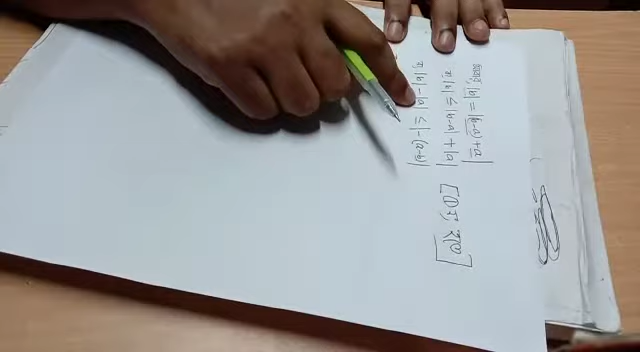 আবার, |b| = |(b-a)+a|
বা, |b| ≤ |b-a| + |a|
বা, |b| - |a| ≤ |-(a-b)|